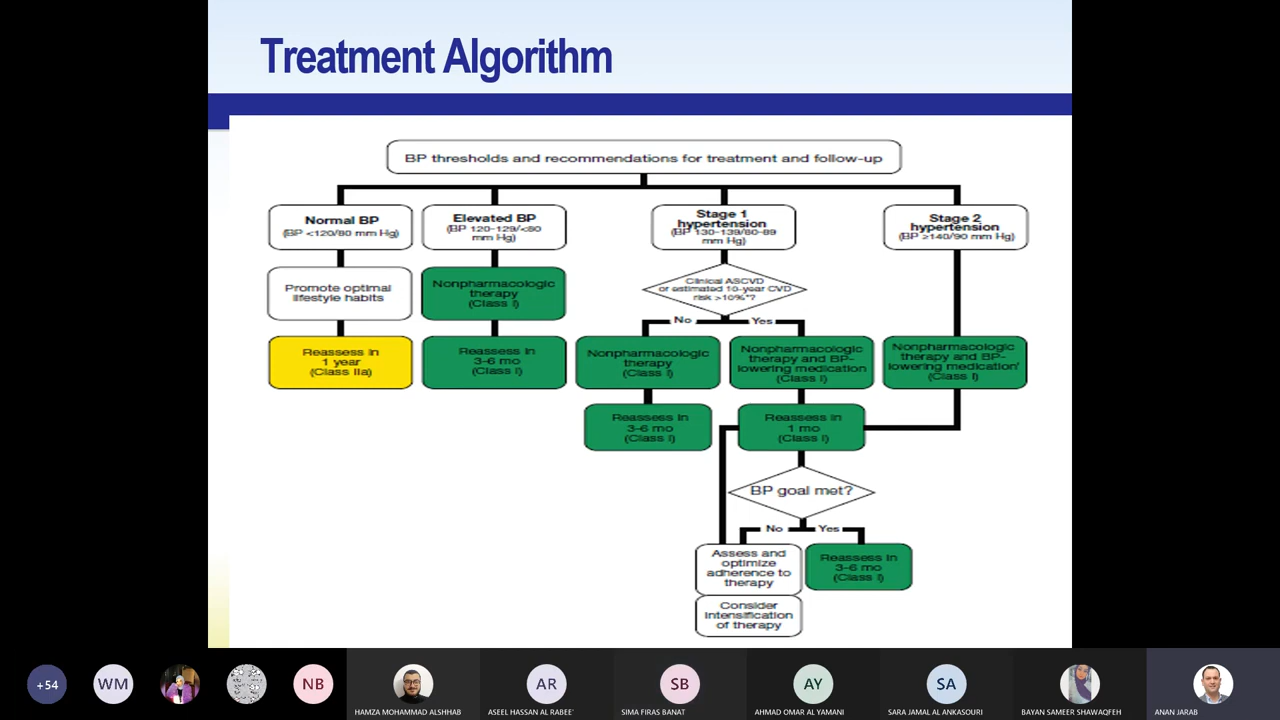 Treatment Algorithm
BP thresholds and recommendations for treatment and follow-up
Normal BP
(BP <120/80 mm Hg)
Elevated BP
(BP 120-129/<80
mm Hg)
Stage 1
hypertension
(BP 130-139/80-89
mm Hg)
Stage 2
hypertension
(BP ≥140/90 mm Hg)
Promote optimal
lifestyle habits
Nonpharmacologic
therapy
(Class I)
Clinical ASCVD
or estimated 10-year CVD
risk >10%*?
No
Yes
Reassess in
1 year
(Class IIa)
Reassess in
3-6 mo
(Class I)
Nonpharmacologic
therapy
(Class I)
Nonpharmacologic
therapy and BP-
lowering medication
(Class I)
Nonpharmacologic
therapy and BP-
lowering medication†
(Class I)
Reassess in
3-6 mo
(Class I)
Reassess in
1 mo
(Class I)
BP goal met?
No
Yes
Assess and
optimize
adherence to
therapy
Reassess in
3-6 mo
(Class I)
Consider
intensification
of therapy
+54
WM
NB
HAMZA MOHAMMAD ALSHHAB
AR
ASEEL HASSAN AL RABEE'
SB
SIMA FIRAS BANAT
AY
AHMAD OMAR AL YAMANI
SA
SARA JAMAL AL ANKASOURI
BAYAN SAMEER SHAWAQFEH
ANAN JARAB